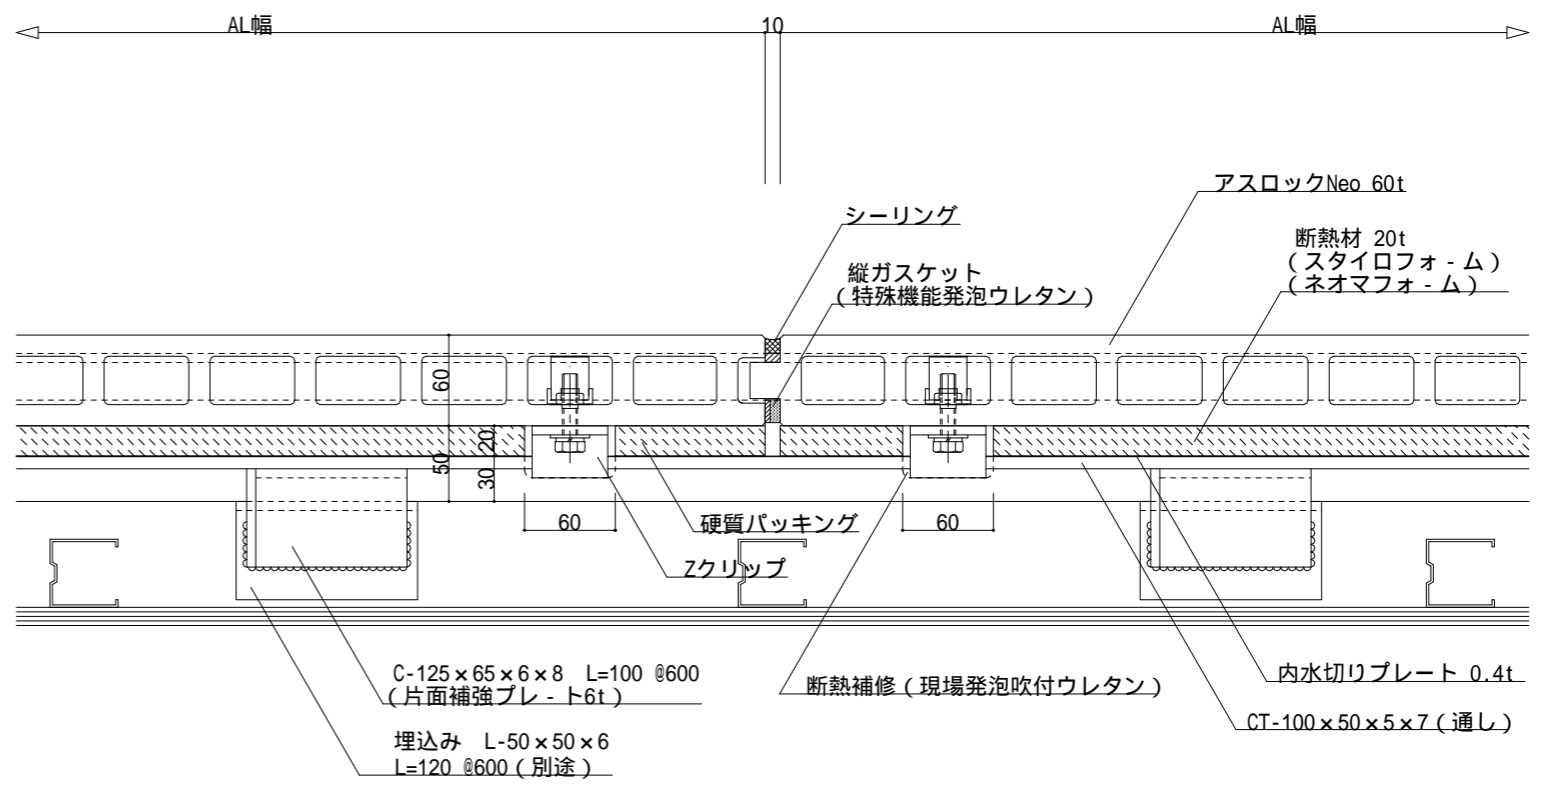 AL幅
10
AL幅
アスロックNeo 60t
シーリング
断熱材 20t
(スタイロフォ-ム)
(ネオマフォ-ム)
縦ガスケット
(特殊機能発泡ウレタン)
60
20
50
30
60
60
硬質パッキング
Zクリップ
C-125×65×6×8 L=100 @600
(片面補強プレ-ト6t)
断熱補修(現場発泡吹付ウレタン)
内水切りプレート 0.4t
CT-100×50×5×7(通し)
埋込み L-50×50×6
L=120 @600(別途)